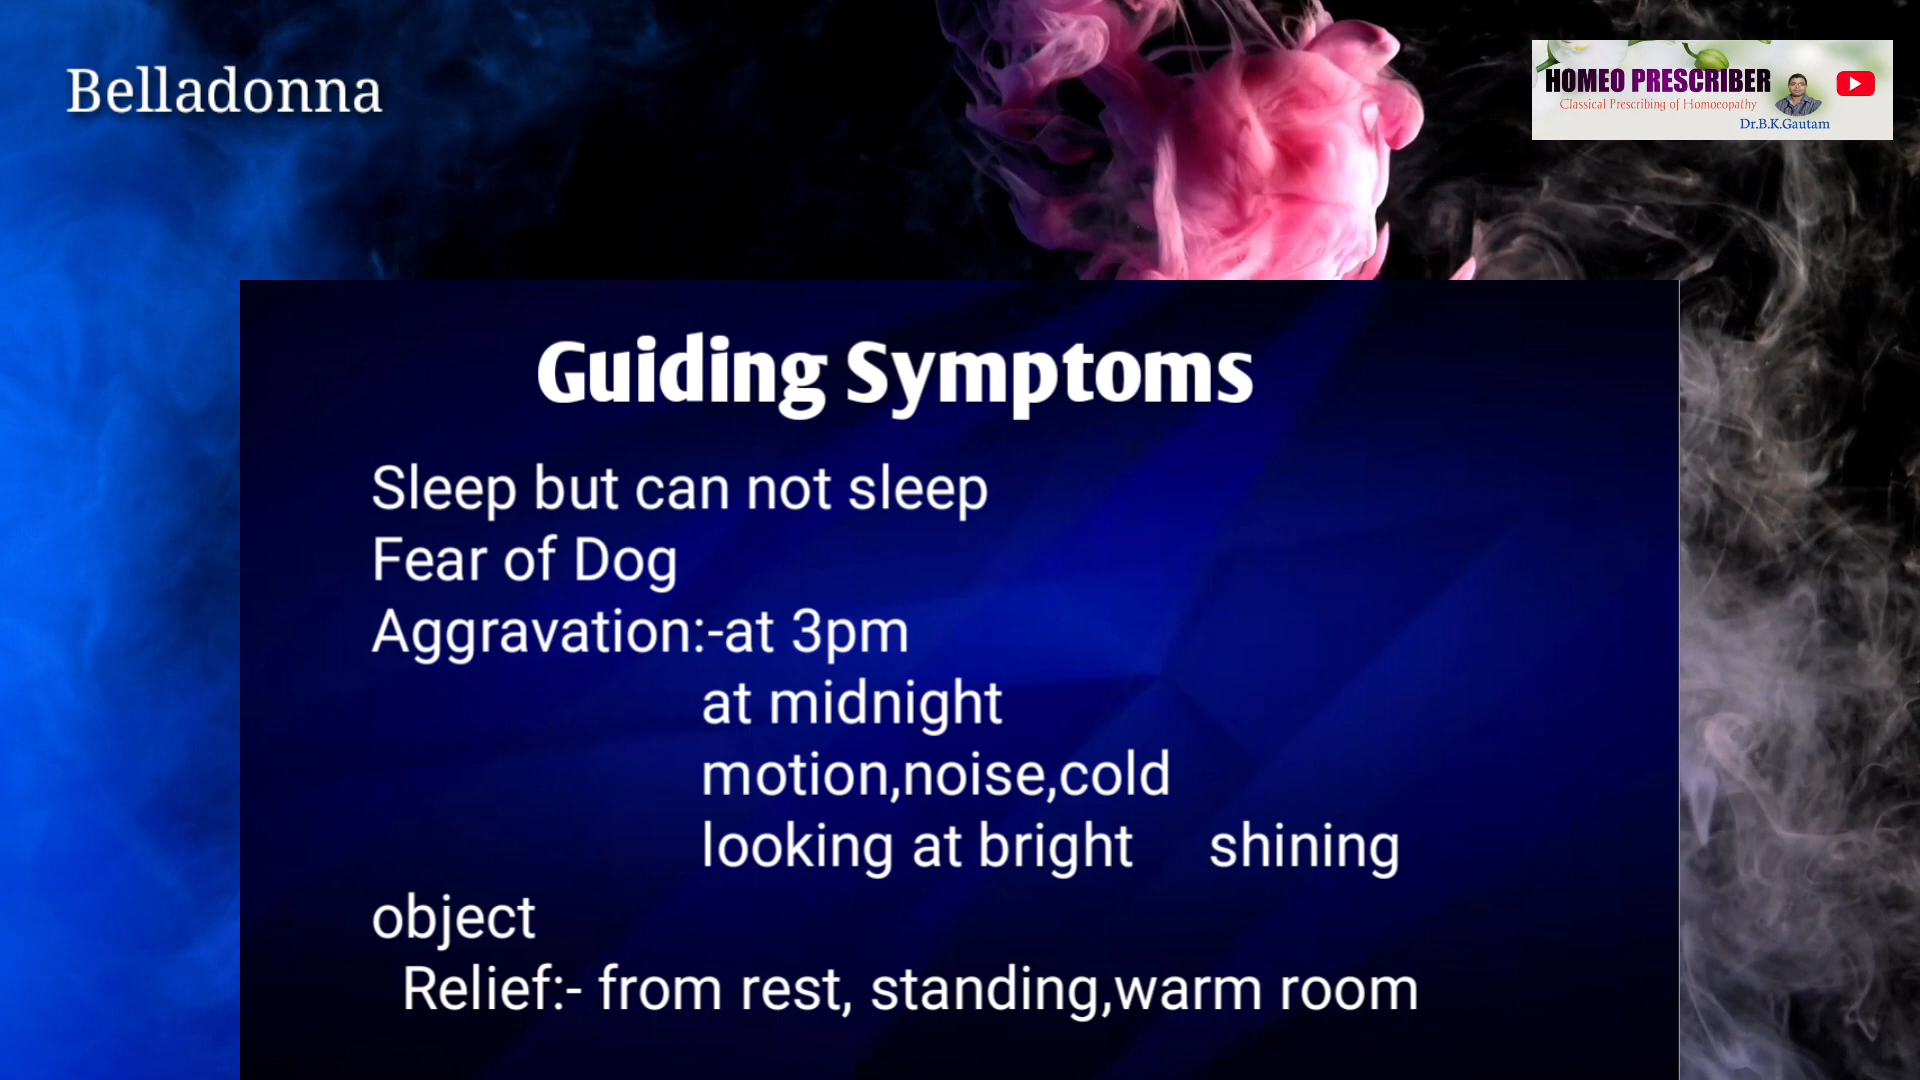 Belladonna
HOMEO PRESCRIBER
Classical Prescribing of Homoeopathy
Dr.B.K.Gautam
Guiding Symptoms
Sleep but can not sleep
Fear of Dog
Aggravation:-at 3pm
at midnight
motion,noise,cold
looking at bright shining
object
Relief:- from rest, standing,warm room